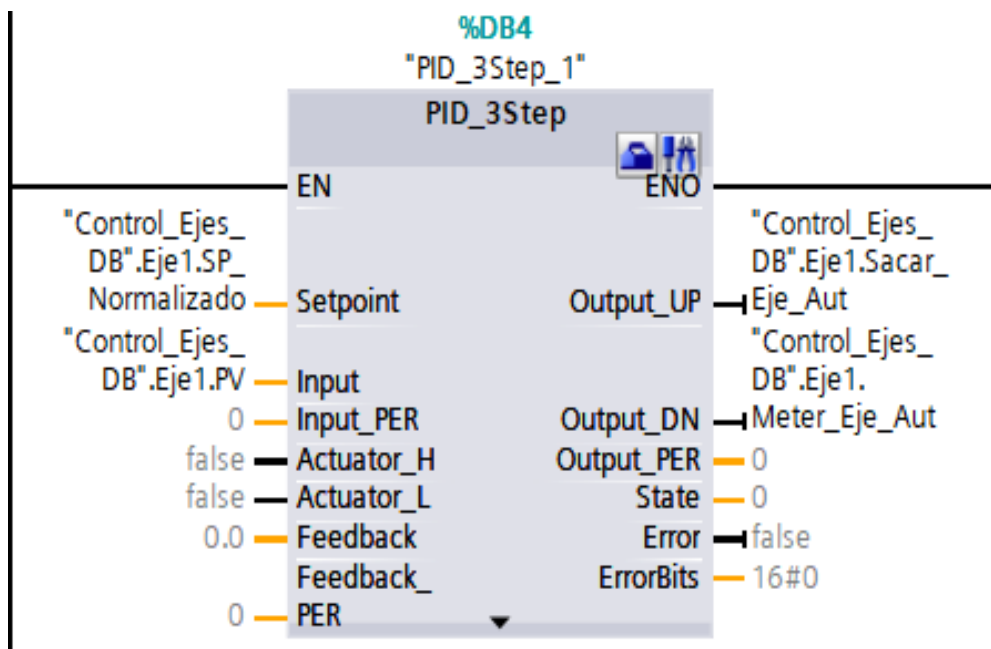 %DB4
"PID_3Step_1"
PID_3Step
EN
ENO
"Control_Ejes_
DB".Eje1.SP_
Normalizado
Setpoint
Output_UP
"Control_Ejes_
DB".Eje1.Sacar_
Eje_Aut
"Control_Ejes_
DB".Eje1.PV
Input
"Control_Ejes_
DB".Eje1.
Meter_Eje_Aut
0
Input_PER
Output_DN
false
Actuator_H
Output_PER
0
false
Actuator_L
State
0
0.0
Feedback
Error
false
Feedback_
ErrorBits
16#0
0
PER